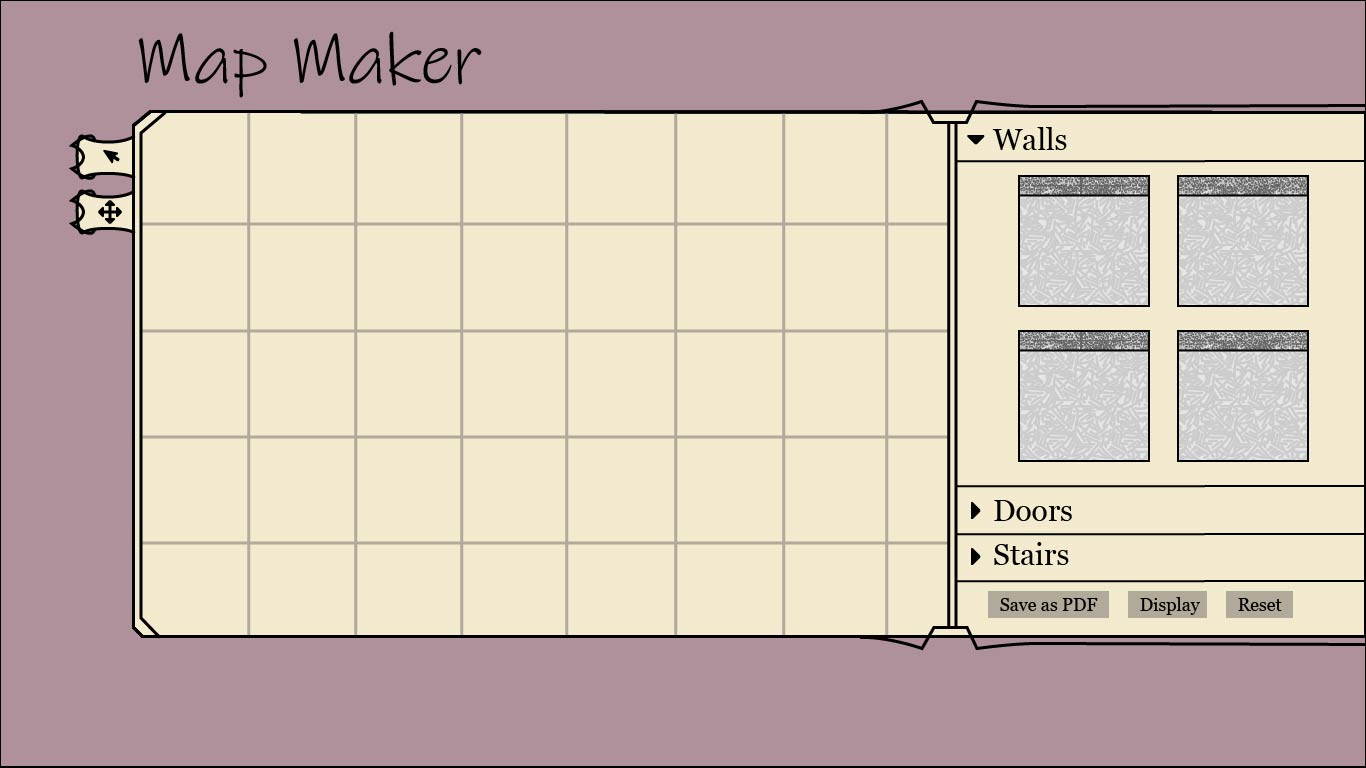 Map Maker
Walls
Doors
Stairs
Save as PDF
Display
Reset